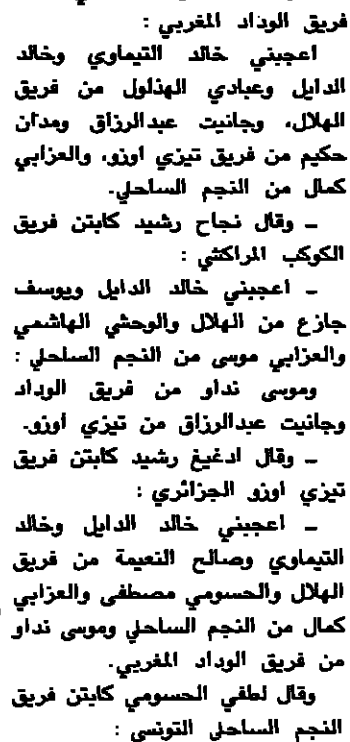 فريق الوداد المغربي :
اعجبني خالد التيماوي وخالد
الدايل وعبادي الهذلول من فريق
الهلال، وجانيت عبدالرزاق ومدان
حكيم من فريق تيزي اوزو، والعزابي
كمال من النجم الساحلي.
ــ وقال نجاح رشيد كابتن فريق
الكوكب المراكشي :
ــ اعجبني خالد الدايل ويوسف
جازع من الهلال والوحشي الهاشمي
والعزابي موسى من النجم الساحلي :
وموسى نداو من فريق الوداد
وجانيت عبدالرزاق من تيزي أوزو.
ــ وقال ادغيغ رشيد كابتن فريق
تيزي اوزو الجزائري :
ــ اعجبني خالد الدايل وخالد
التيماوي وصالح النعيمة من فريق
الهلال والحسومي مصطفى والعزابي
كمال من النجم الساحلي وموسى نداو
من فريق الوداد المغربي.
وقال لطفي الحسومي كابتن فريق
النجم الساحلي التونسي :